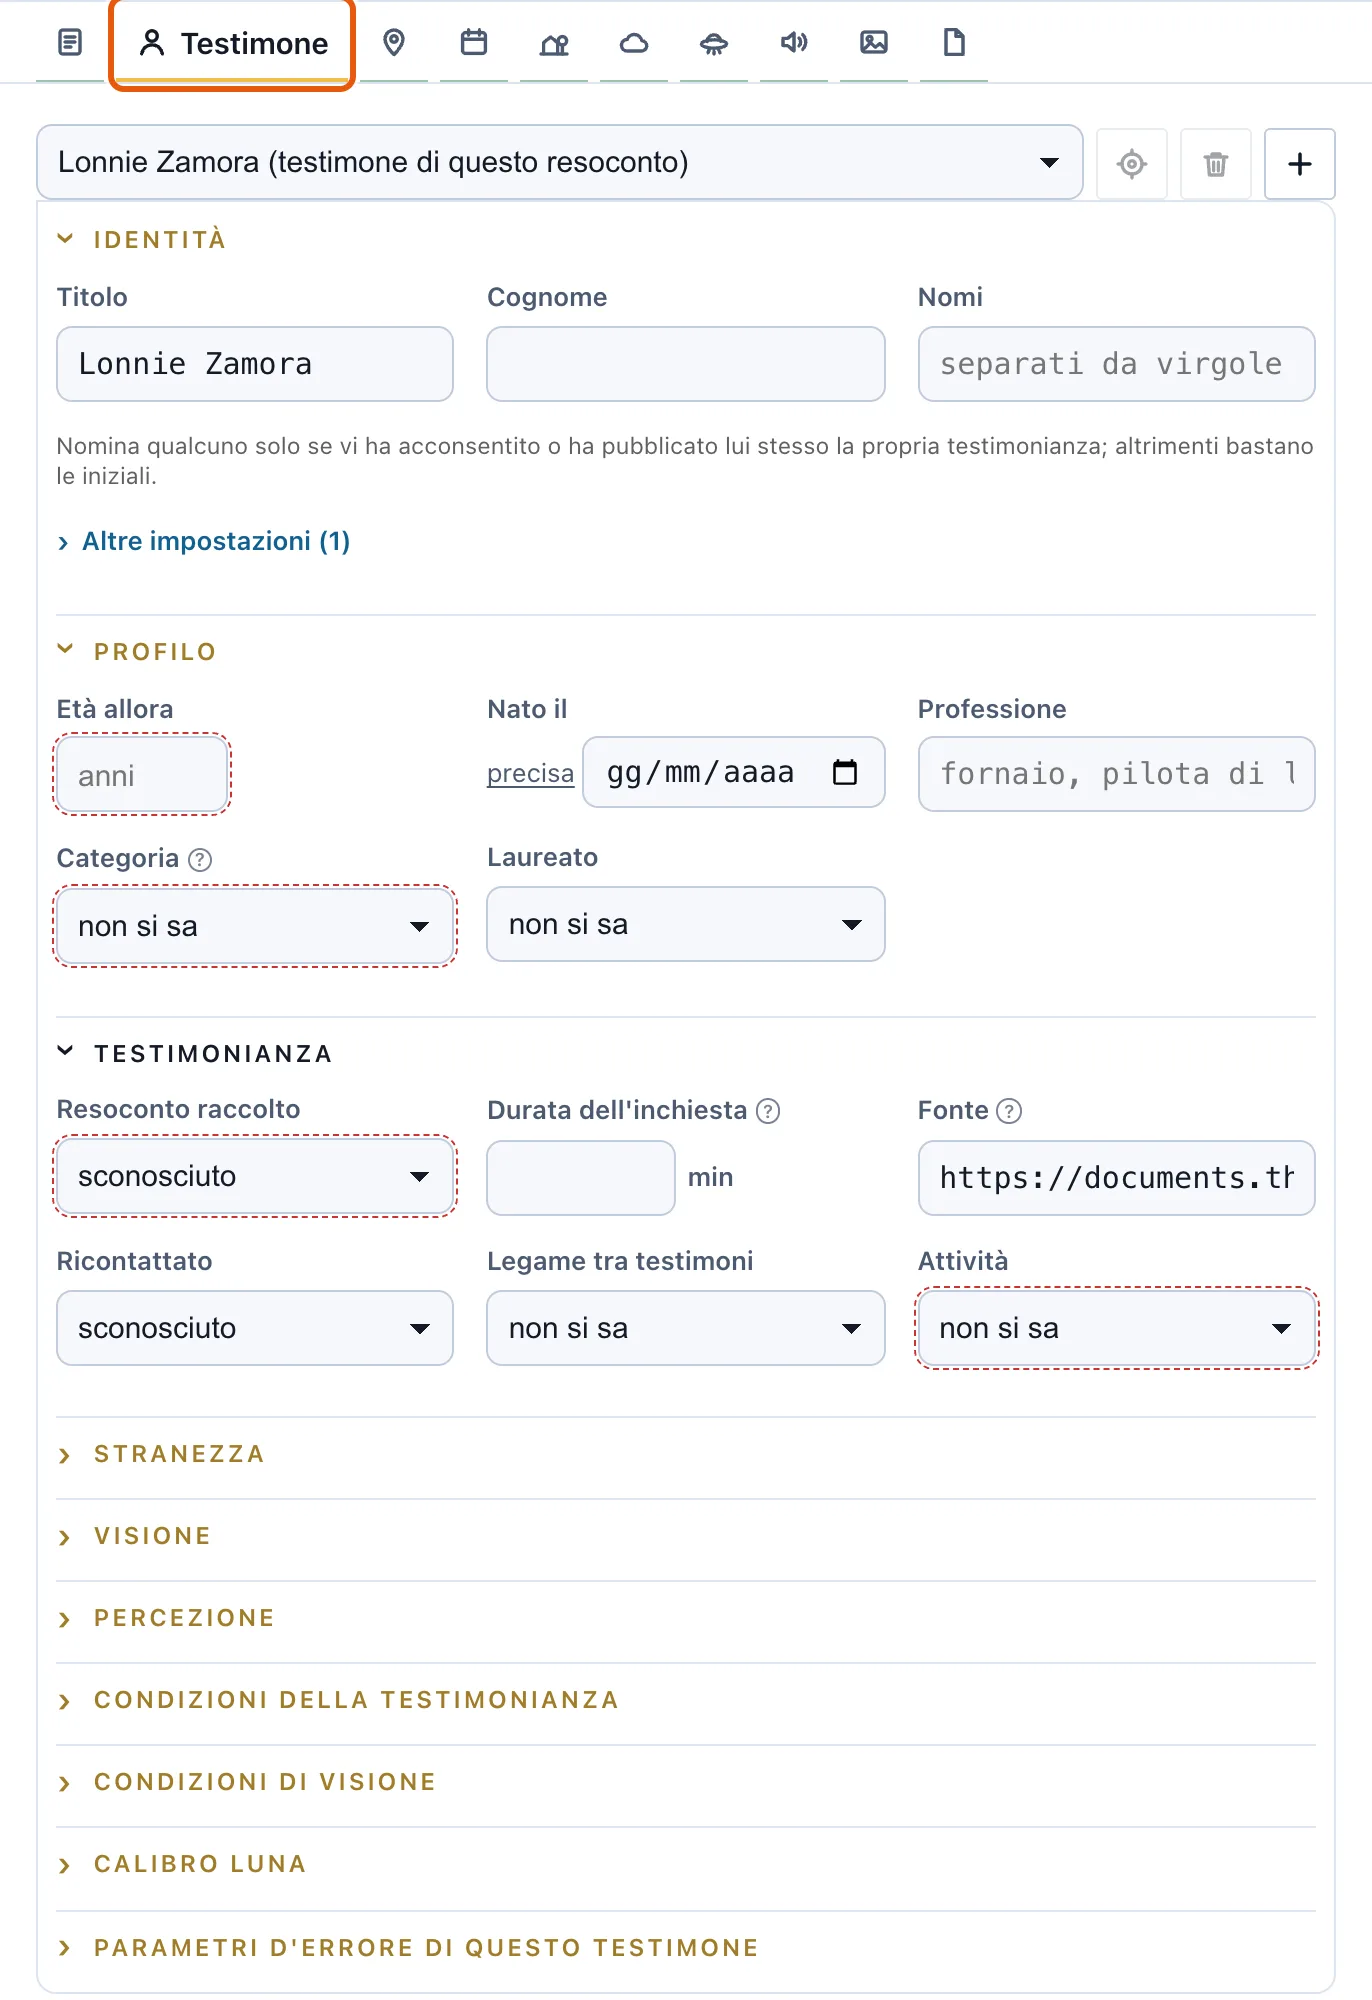 Testimone
Lonnie Zamora (testimone di questo resoconto)
IDENTITÀ
Titolo
Cognome
Nomi
Lonnie Zamora
separati da virgole
Nomina qualcuno solo se vi ha acconsentito o ha pubblicato lui stesso la propria testimonianza; altrimenti bastano
le iniziali.
Altre impostazioni (1)
PROFILO
Età allora
Nato il
Professione
anni
precisa
gg/mm/aaaa
fornaio, pilota di l
Categoria ?
Laureato
non si sa
non si sa
TESTIMONIANZA
Resoconto raccolto
Durata dell'inchiesta ?
Fonte ?
sconosciuto
min
https://documents.th
Ricontattato
Legame tra testimoni
Attività
sconosciuto
non si sa
non si sa
STRANEZZA
VISIONE
PERCEZIONE
CONDIZIONI DELLA TESTIMONIANZA
CONDIZIONI DI VISIONE
CALIBRO LUNA
PARAMETRI D'ERRORE DI QUESTO TESTIMONE